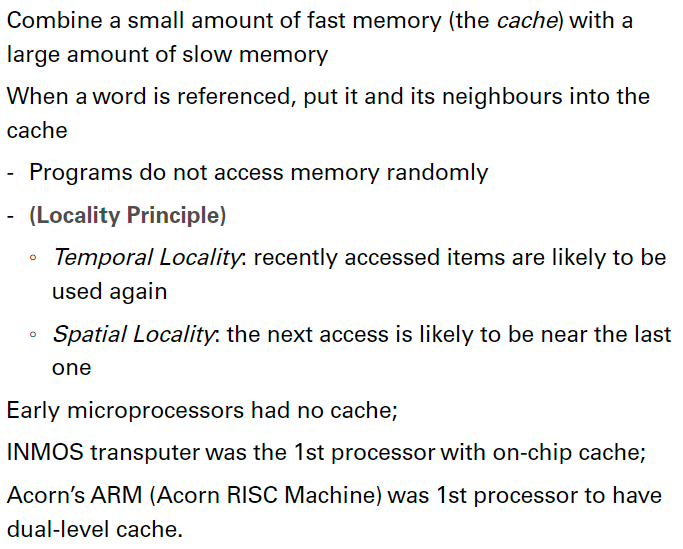 Combine a small amount of fast memory (the cache) with a
large amount of slow memory
When a word is referenced, put it and its neighbours into the
cache
- Programs do not access memory randomly
- (Locality Principle)
◦ Temporal Locality: recently accessed items are likely to be
used again
◦ Spatial Locality: the next access is likely to be near the last
one
Early microprocessors had no cache;
INMOS transputer was the 1st processor with on-chip cache;
Acorn’s ARM (Acorn RISC Machine) was 1st processor to have
dual-level cache.